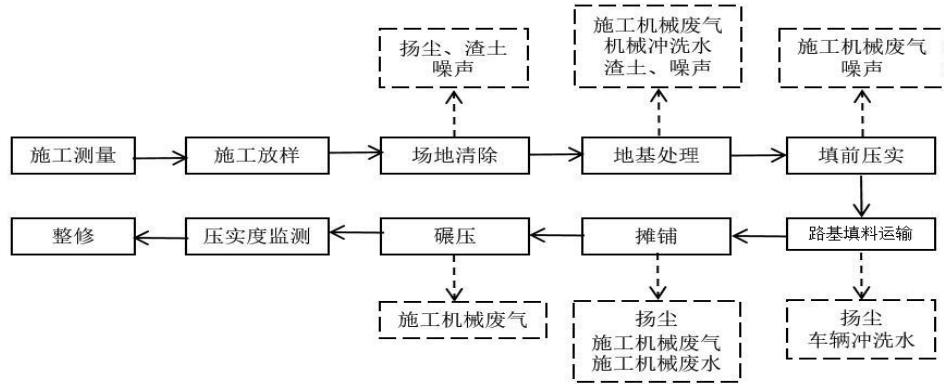 扬尘、渣土
噪声
施工机械废气
机械冲洗水
渣土、噪声
施工机械废气
噪声
施工测量
施工放样
场地清除
地基处理
填前压实
整修
压实度监测
碾压
摊铺
路基填料运输
施工机械废气
扬尘
施工机械废气
施工机械废水
扬尘
车辆冲洗水